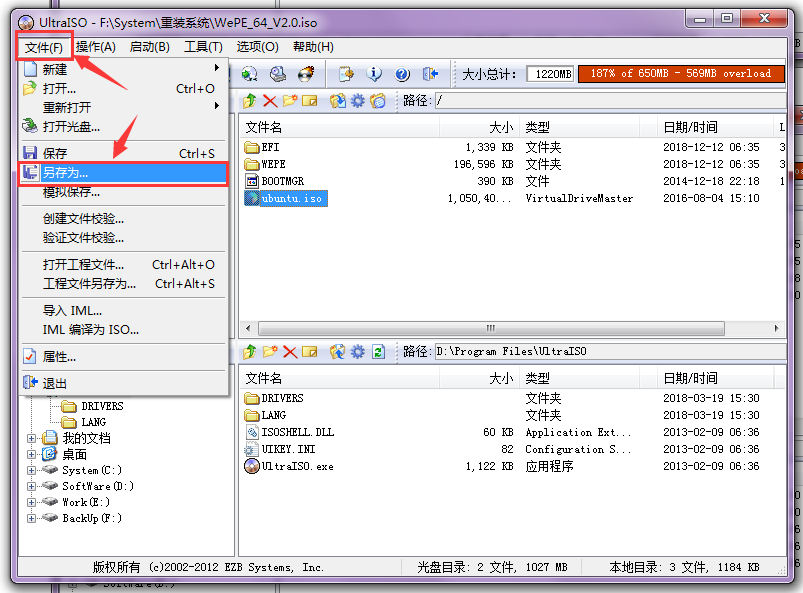 UltraISO - F:\System\重装系统\WePE_64_V2.0.iso
文件(F) 操作(A) 启动(B) 工具(T) 选项(O) 帮助(H)
新建
打开... Ctrl+O
重新打开
打开光盘...
保存 Ctrl+S
另存为...
模拟保存...
创建文件校验...
验证文件校验...
打开工程文件... Ctrl+Alt+O
工程文件另存为... Ctrl+Alt+S
导入 IML...
IML 编译为 ISO...
属性...
退出
大小总计: 1220MB 187% of 650MB - 569MB overload
路径: /
文件名 大小 类型 日期/时间 L
EFI 1,339 KB 文件夹 2018-12-12 06:35 3
WEPE 196,596 KB 文件夹 2018-12-12 06:35 3
BOOTMGR 390 KB 文件 2014-12-18 22:18 1
ubuntu.iso 1,050,40... VirtualDriveMaster 2016-08-04 15:10
路径: D:\Program Files\UltraISO
文件名 大小 类型 日期/时间
DRIVERS 文件夹 2018-03-19 15:30
LANG 文件夹 2018-03-19 15:30
ISOSHELL.DLL 60 KB Application Ext... 2013-02-09 06:36
UIKEY.INI 82 Configuration S... 2013-02-09 06:36
UltraISO.exe 1,122 KB 应用程序 2013-02-09 06:36
DRIVERS
LANG
我的文档
桌面
System(C:)
SoftWare(D:)
Work(E:)
BackUp(F:)
版权所有 (c)2002-2012 EZB Systems, Inc. 光盘目录: 2 文件, 1027 MB 本地目录: 3 文件, 1184 KB